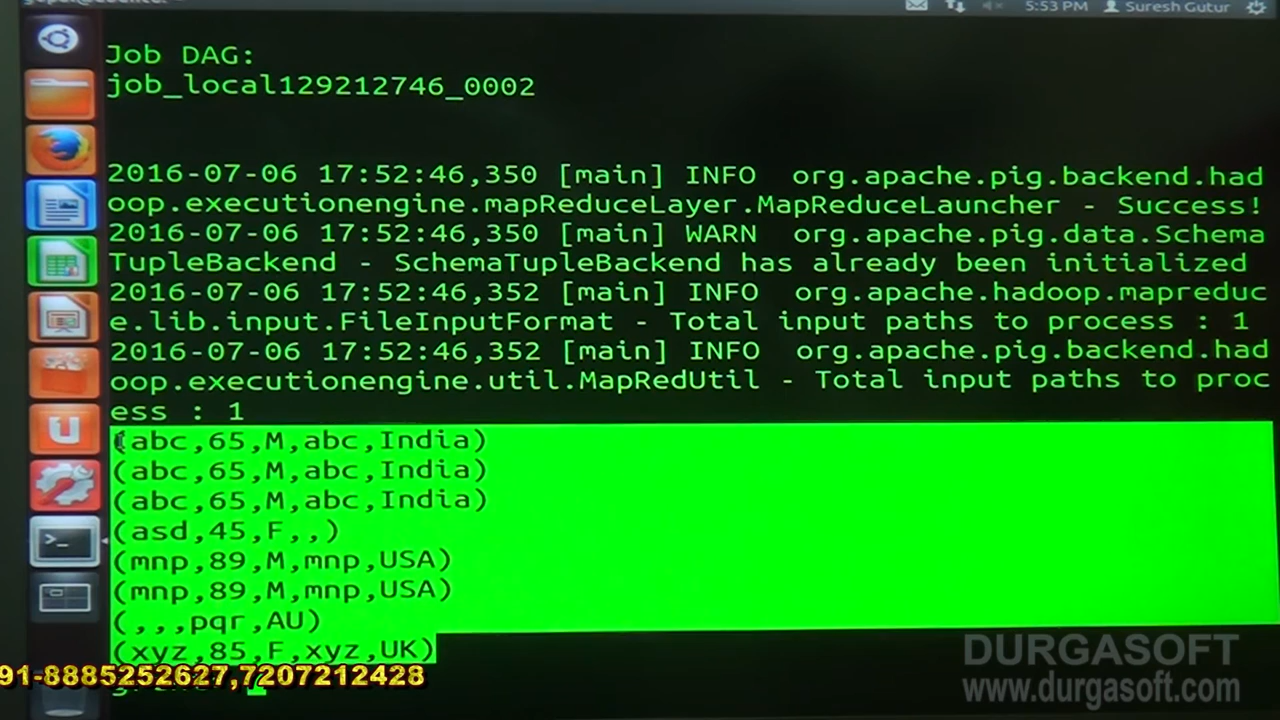 5:53 PM Suresh Gutur
Job DAG:
job_local129212746_0002
2016-07-06 17:52:46,350 [main] INFO  org.apache.pig.backend.had
oop.executionengine.mapReduceLayer.MapReduceLauncher - Success!
2016-07-06 17:52:46,350 [main] WARN  org.apache.pig.data.Schema
TupleBackend - SchemaTupleBackend has already been initialized
2016-07-06 17:52:46,352 [main] INFO  org.apache.hadoop.mapreduc
e.lib.input.FileInputFormat - Total input paths to process : 1
2016-07-06 17:52:46,352 [main] INFO  org.apache.pig.backend.had
oop.executionengine.util.MapRedUtil - Total input paths to proc
ess : 1
(abc,65,M,abc,India)
(abc,65,M,abc,India)
(abc,65,M,abc,India)
(asd,45,F,,)
(mnp,89,M,mnp,USA)
(mnp,89,M,mnp,USA)
(,,,pqr,AU)
(xyz,85,F,xyz,UK)
91-8885252627,7207212428
DURGASOFT
www.durgasoft.com